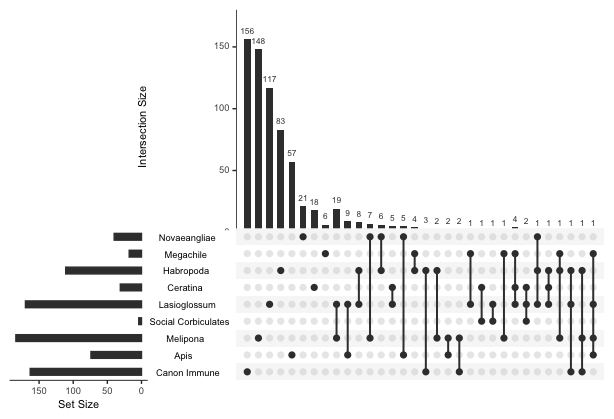 156
148
117
83
57
21 18 6 19 9 8 7 6 5 5 4 3 2 2 2 1 1 1 1 4 2 1 1 1 1 1 1
150
100
50
Intersection Size
Novaeangliae
Megachile
Habropoda
Ceratina
Lasioglossum
Social Corbiculates
Melipona
Apis
Canon Immune
150 100 50 0
Set Size